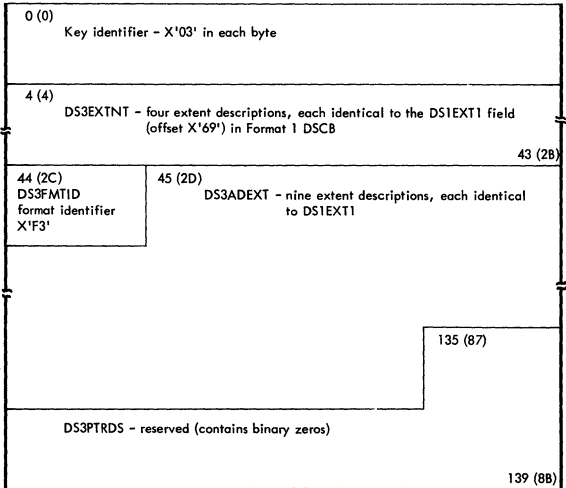 0 (0)
Key identifier – X'03' in each byte
4 (4)
DS3EXTNT – four extent descriptions, each identical to the DS1EXT1 field
(offset X'69') in Format 1 DSCB
43 (2B)
44 (2C)
DS3FMTID
format identifier
X'F3'
45 (2D)
DS3ADEXT – nine extent descriptions, each identical
to DS1EXT1
135 (87)
DS3PTRDS – reserved (contains binary zeros)
139 (8B)